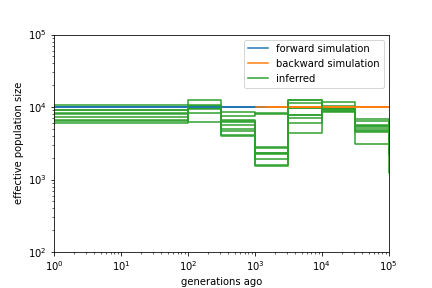 10^5
forward simulation
backward simulation
inferred
10^4
effective population size
10^3
10^2
10^0 10^1 10^2 10^3 10^4 10^5
generations ago